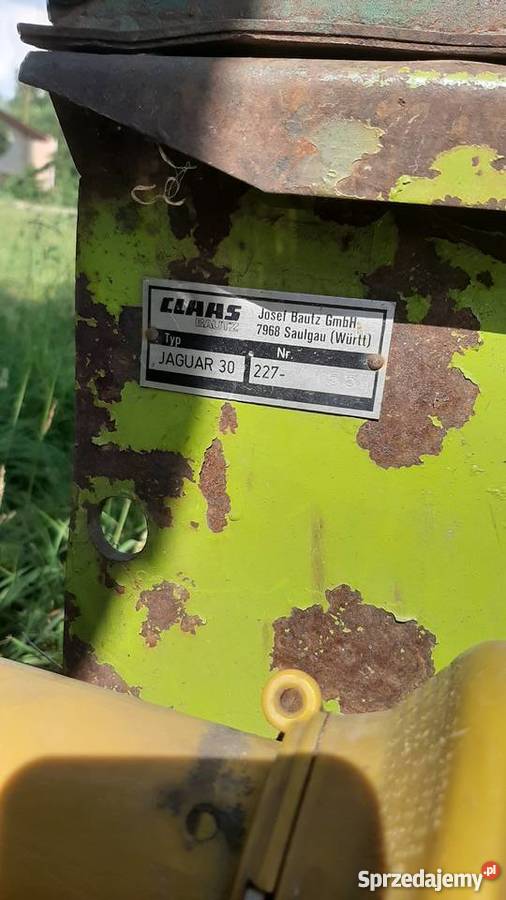 CLAAS
BAUTZ
Josef Bautz GmbH
7968 Saulgau (Württ)
Typ
Nr.
JAGUAR 30
227-
Sprzedajemy.pl